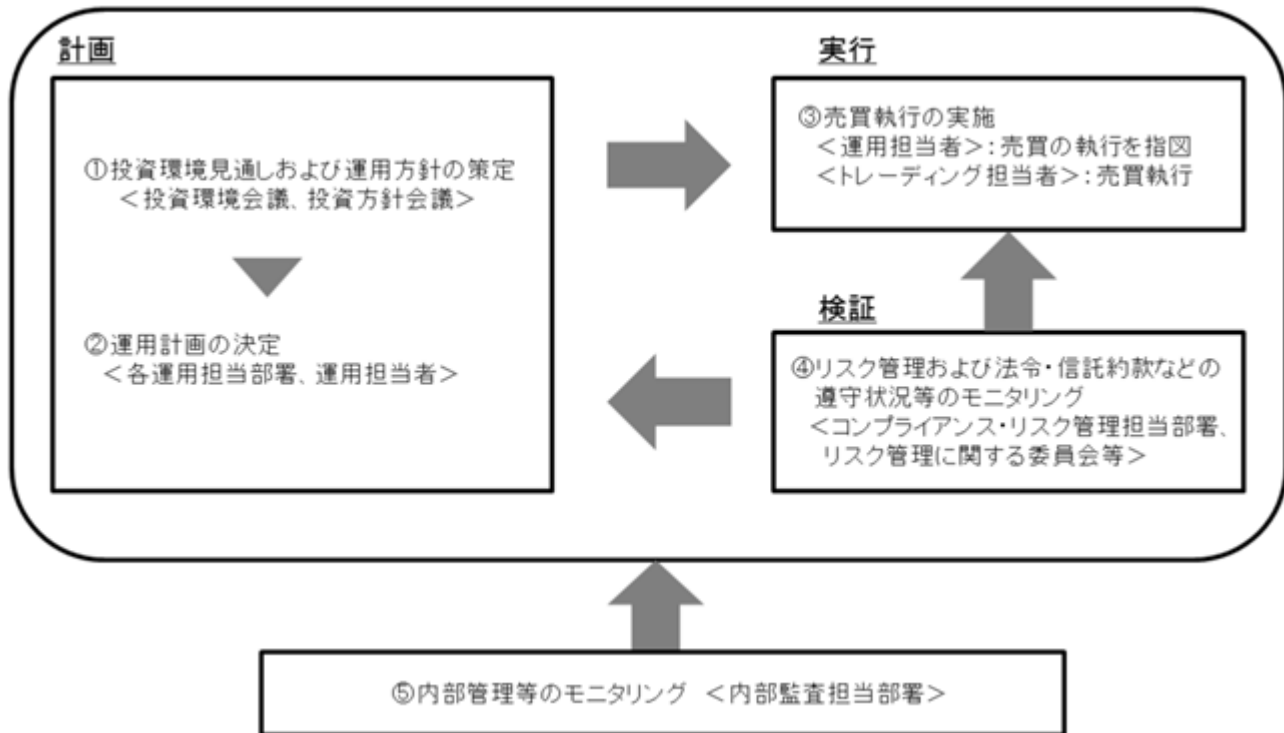 計画
①投資環境見通しおよび運用方針の策定
＜投資環境会議、投資方針会議＞
②運用計画の決定
＜各運用担当部署、運用担当者＞
実行
③売買執行の実施
＜運用担当者＞：売買の執行を指図
＜トレーディング担当者＞：売買執行
検証
④リスク管理および法令・信託約款などの
遵守状況等のモニタリング
＜コンプライアンス・リスク管理担当部署、
リスク管理に関する委員会等＞
⑤内部管理等のモニタリング ＜内部監査担当部署＞